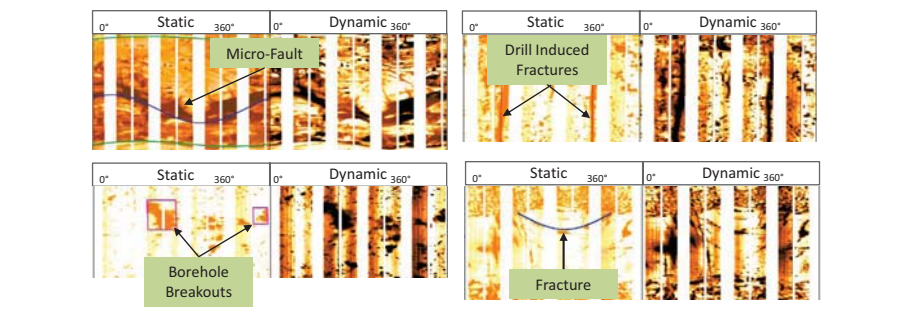 Static
Dynamic
0°
360°
0°
360°
Micro-Fault
Static
Dynamic
0°
360°
0°
360°
Drill Induced
Fractures
Static
Dynamic
0°
360°
0°
360°
Borehole
Breakouts
Static
Dynamic
0°
360°
0°
360°
Fracture